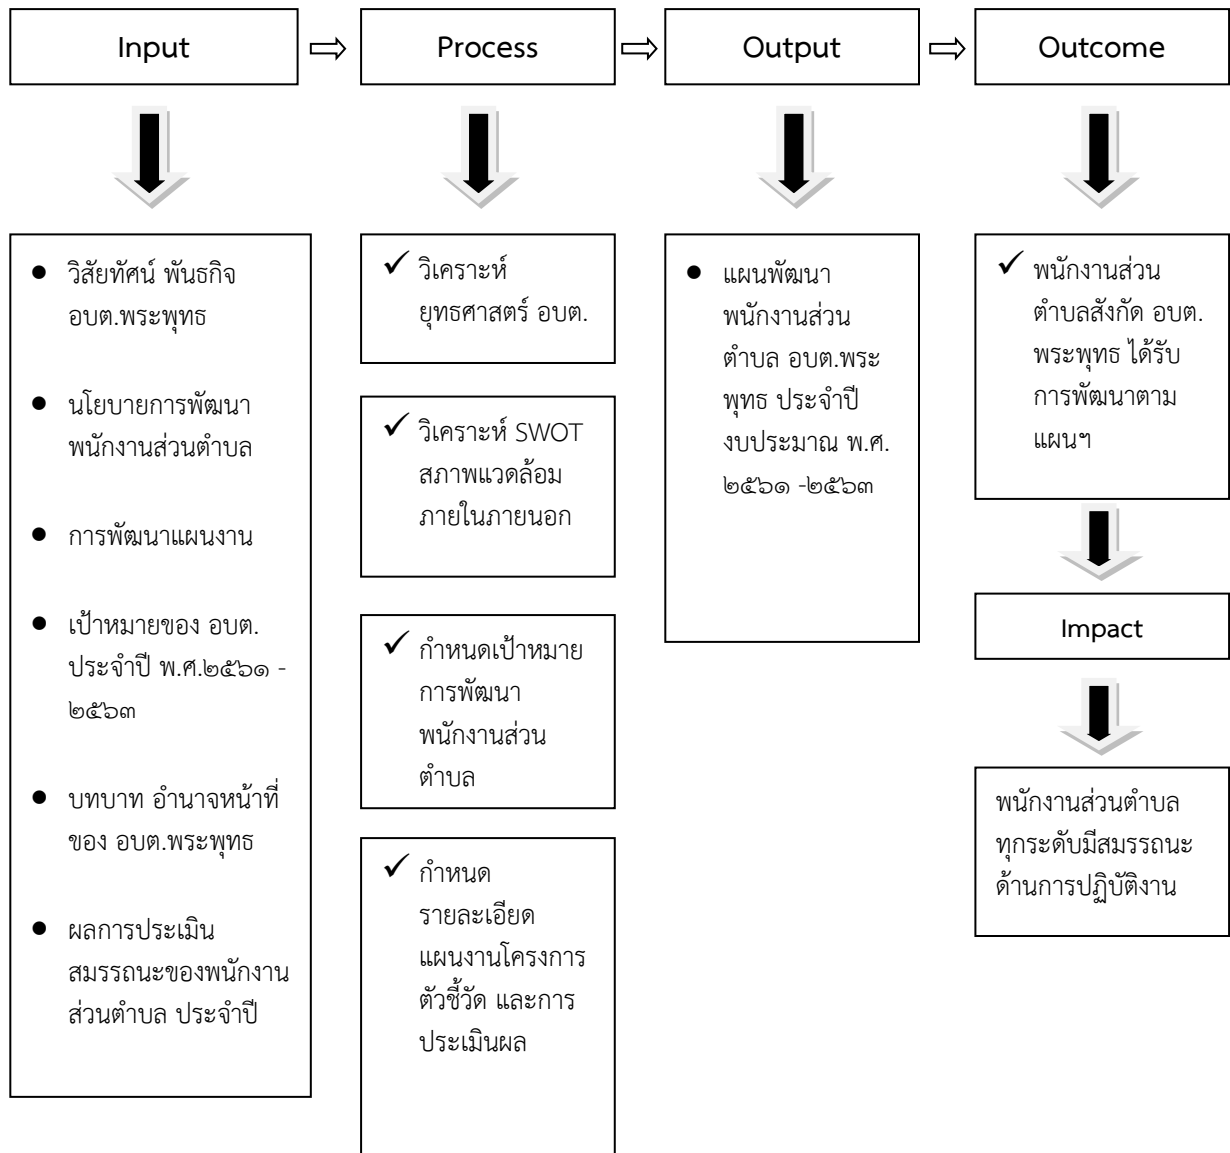 Input
Process
Output
Outcome
วิสัยทัศน์ พันธกิจ
อบต.พระพุทธ
นโยบายการพัฒนา
พนักงานส่วนตำบล
การพัฒนาแผนงาน
เป้าหมายของ อบต.
ประจำปี พ.ศ.๒๕๖๑ -
๒๕๖๓
บทบาท อำนาจหน้าที่
ของ อบต.พระพุทธ
ผลการประเมิน
สมรรถนะของพนักงาน
ส่วนตำบล ประจำปี
วิเคราะห์
ยุทธศาสตร์ อบต.
วิเคราะห์ SWOT
สภาพแวดล้อม
ภายในภายนอก
กำหนดเป้าหมาย
การพัฒนา
พนักงานส่วน
ตำบล
กำหนด
รายละเอียด
แผนงานโครงการ
ตัวชี้วัด และการ
ประเมินผล
แผนพัฒนา
พนักงานส่วน
ตำบล อบต.พระ
พุทธ ประจำปี
งบประมาณ พ.ศ.
๒๕๖๑ -๒๕๖๓
พนักงานส่วน
ตำบลสังกัด อบต.
พระพุทธ ได้รับ
การพัฒนาตาม
แผนฯ
Impact
พนักงานส่วนตำบล
ทุกระดับมีสมรรถนะ
ด้านการปฏิบัติงาน